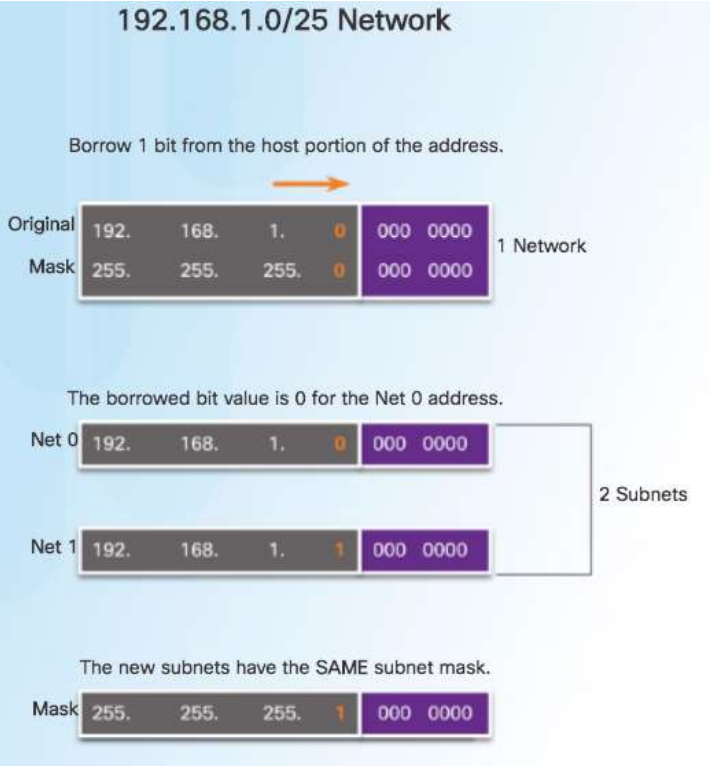 192.168.1.0/25 Network
Borrow 1 bit from the host portion of the address.
Original 192. 168. 1. 0 000 0000
1 Network
Mask 255. 255. 255. 0 000 0000
The borrowed bit value is 0 for the Net 0 address.
Net 0 192. 168. 1. 0 000 0000
2 Subnets
Net 1 192. 168. 1. 1 000 0000
The new subnets have the SAME subnet mask.
Mask 255. 255. 255. 1 000 0000